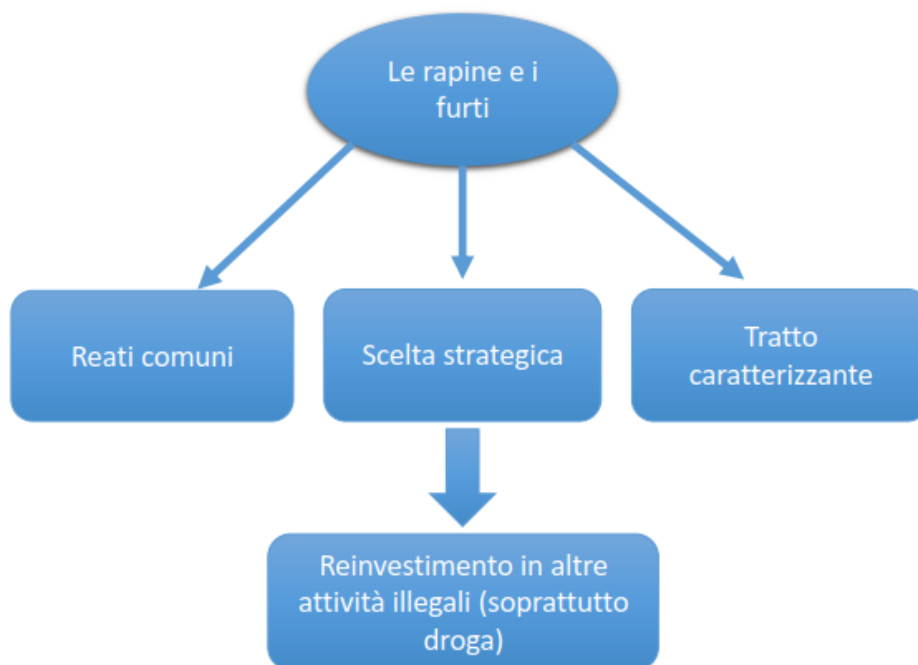 Le rapine e i
furti
Reati comuni
Scelta strategica
Tratto
caratterizzante
Reinvestimento in altre
attività illegali (soprattutto
droga)